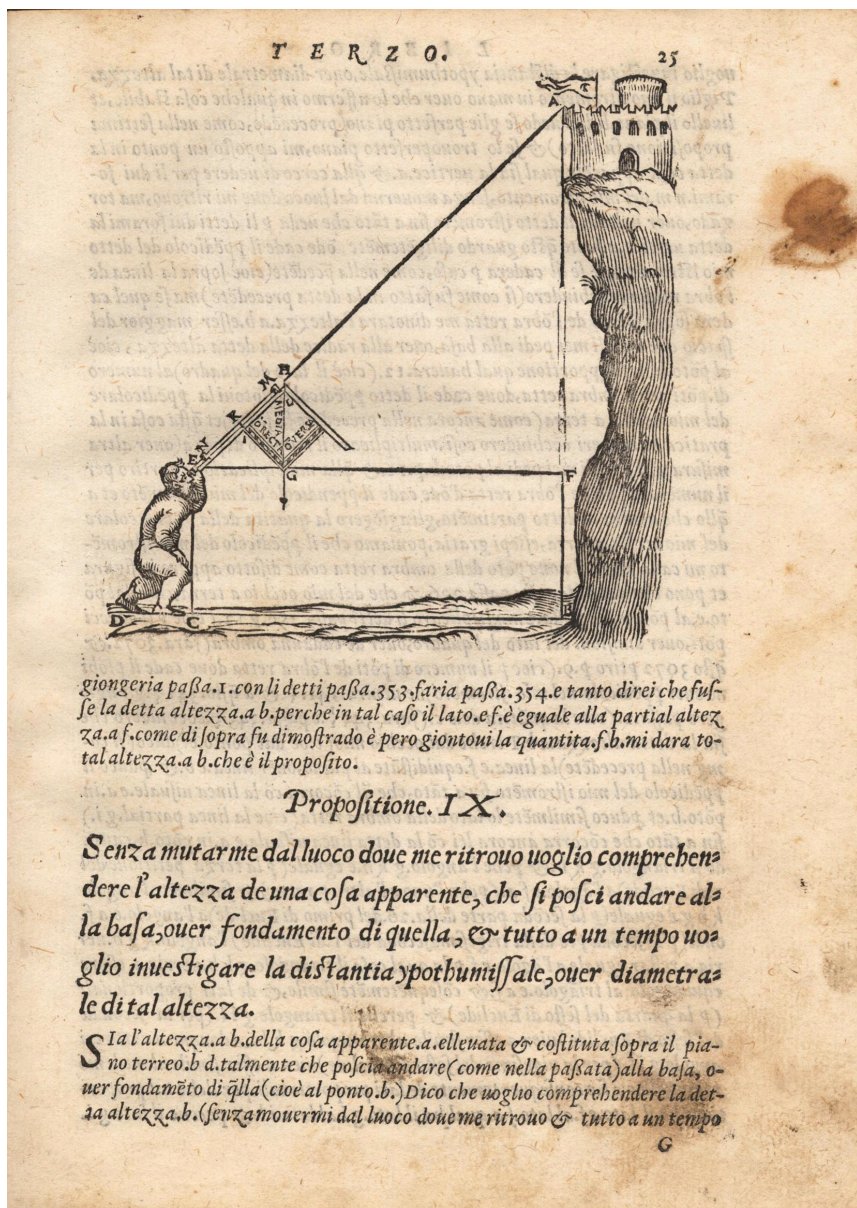 TERZO. 25
A
M H
K
I
D'RECT MEDIA OVERSA
N
E
G
F
D C B
giongeria paßa.1.con li detti paßa.353.faria paßa.354.e tanto direi che fuſ-
ſe la detta altezza.a b.perche in tal caſo il lato.e f.è eguale alla partial altez
za.a f.come di ſopra fu dimoſtrado è pero giontoui la quantita.f.b.mi dara to-
tal altezza.a b.che è il propoſito.
Propoſitione.IX.
Senza mutarme dal luoco doue me ritrouo uoglio comprehen=
dere l'altezza de una coſa apparente, che ſi poſci andare al=
la baſa, ouer fondamento di quella, & tutto a un tempo uo=
glio inueſtigare la diſtantia ypothumiſſale, ouer diametra=
le di tal altezza.
SIa l'altezza.a b.della coſa apparente.a.elleuata & coſtituta ſopra il pia-
no terreo.b d.talmente che poſcia andare (come nella paßata) alla baſa, o-
uer fondamẽto di q̃lla (cioè al ponto.b.) Dico che uoglio comprehendere la det-
ta altezza.b. (ſenza mouermi dal luoco doue me ritrouo & tutto a un tempo
G